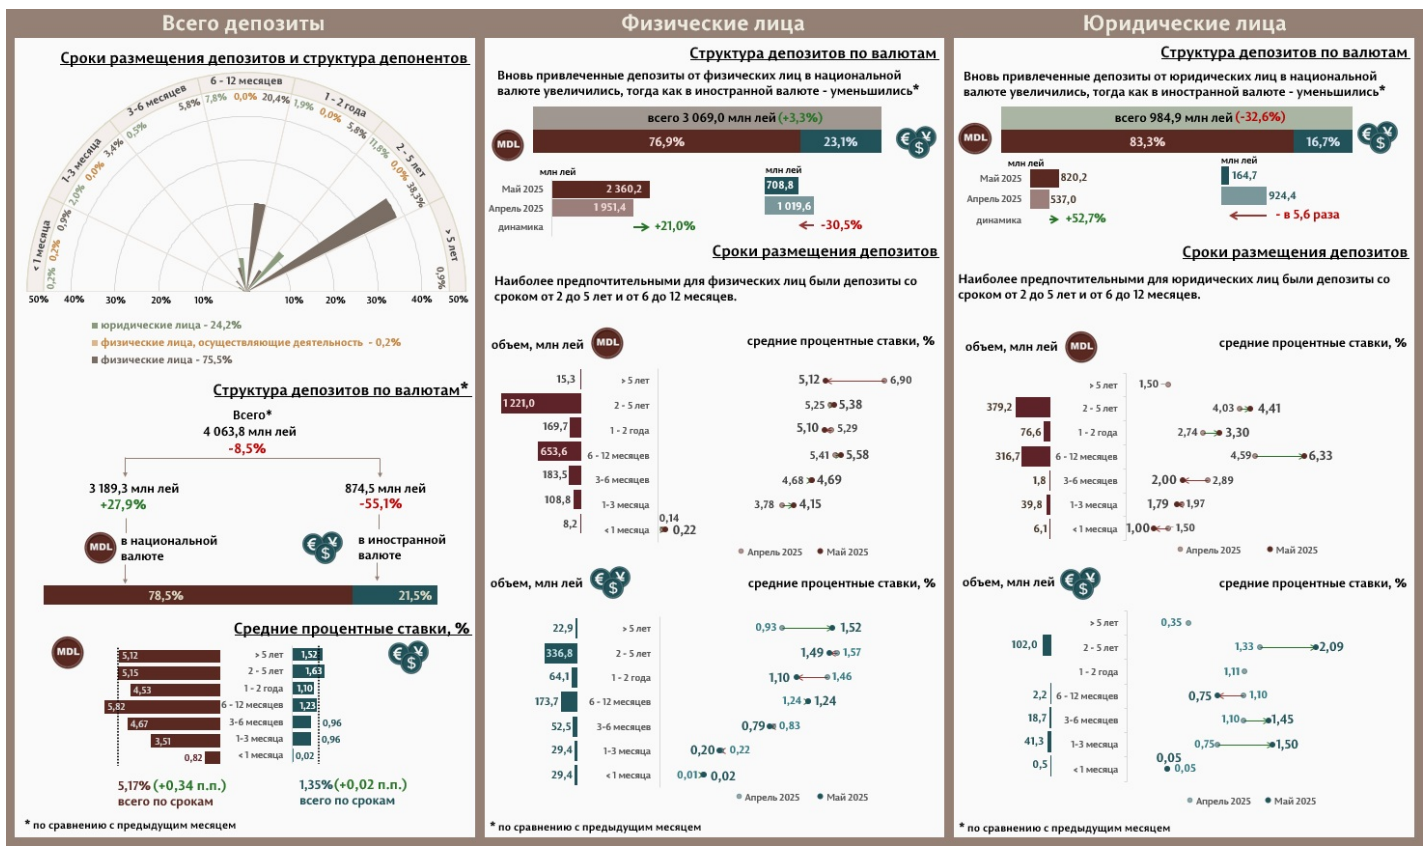 Всего депозиты
Сроки размещения депозитов и структура депонентов
< 1 месяца
1-3 месяца
3-6 месяцев
6 - 12 месяцев
1 - 2 года
2 - 5 лет
> 5 лет
0,2% 0,2% 0,9%
2,0% 0,0% 3,4%
0,5% 5,8%
7,8% 0,0% 20,4%
1,9% 0,0% 5,8%
11,8% 0,0% 38,3%
0,9%
50% 40% 30% 20% 10% 10% 20% 30% 40% 50%
юридические лица - 24,2%
физические лица, осуществляющие деятельность - 0,2%
физические лица - 75,5%
Структура депозитов по валютам*
Всего*
4 063,8 млн лей
-8,5%
3 189,3 млн лей 874,5 млн лей
+27,9% -55,1%
MDL в национальной валюте
€ ¥ $ в иностранной валюте
78,5% 21,5%
Средние процентные ставки, %
MDL € ¥ $
5,12 > 5 лет 1,52
5,15 2 - 5 лет 1,63
4,53 1 - 2 года 1,10
5,82 6 - 12 месяцев 1,23
4,67 3-6 месяцев 0,96
3,51 1-3 месяца 0,96
0,82 < 1 месяца 0,02
5,17% (+0,34 п.п.) 1,35% (+0,02 п.п.)
всего по срокам всего по срокам
* по сравнению с предыдущим месяцем
Физические лица
Структура депозитов по валютам
Вновь привлеченные депозиты от физических лиц в национальной
валюте увеличились, тогда как в иностранной валюте - уменьшились*
всего 3 069,0 млн лей (+3,3%)
MDL 76,9% 23,1% € ¥ $
млн лей млн лей
Май 2025 2 360,2 708,8
Апрель 2025 1 951,4 1 019,6
динамика +21,0% -30,5%
Сроки размещения депозитов
Наиболее предпочтительными для физических лиц были депозиты со
сроком от 2 до 5 лет и от 6 до 12 месяцев.
объем, млн лей MDL средние процентные ставки, %
15,3 > 5 лет 5,12 6,90
1 221,0 2 - 5 лет 5,25 5,38
169,7 1 - 2 года 5,10 5,29
653,6 6 - 12 месяцев 5,41 5,58
183,5 3-6 месяцев 4,68 4,69
108,8 1-3 месяца 3,78 4,15
8,2 < 1 месяца 0,14 0,22
Апрель 2025 Май 2025
объем, млн лей € ¥ $ средние процентные ставки, %
22,9 > 5 лет 0,93 1,52
336,8 2 - 5 лет 1,49 1,57
64,1 1 - 2 года 1,10 1,46
173,7 6 - 12 месяцев 1,24 1,24
52,5 3-6 месяцев 0,79 0,83
29,4 1-3 месяца 0,20 0,22
29,4 < 1 месяца 0,01 0,02
Апрель 2025 Май 2025
* по сравнению с предыдущим месяцем
Юридические лица
Структура депозитов по валютам
Вновь привлеченные депозиты от юридических лиц в национальной
валюте увеличились, тогда как в иностранной валюте - уменьшились*
всего 984,9 млн лей (-32,6%)
MDL 83,3% 16,7% € ¥ $
млн лей млн лей
Май 2025 820,2 164,7
Апрель 2025 537,0 924,4
динамика +52,7% - в 5,6 раза
Сроки размещения депозитов
Наиболее предпочтительными для юридических лиц были депозиты со
сроком от 2 до 5 лет и от 6 до 12 месяцев.
объем, млн лей MDL средние процентные ставки, %
> 5 лет 1,50
379,2 2 - 5 лет 4,03 4,41
76,6 1 - 2 года 2,74 3,30
316,7 6 - 12 месяцев 4,59 6,33
1,8 3-6 месяцев 2,00 2,89
39,8 1-3 месяца 1,79 1,97
6,1 < 1 месяца 1,00 1,50
Апрель 2025 Май 2025
объем, млн лей € ¥ $ средние процентные ставки, %
> 5 лет 0,35
102,0 2 - 5 лет 1,33 2,09
1 - 2 года 1,11
2,2 6 - 12 месяцев 0,75 1,10
18,7 3-6 месяцев 1,10 1,45
41,3 1-3 месяца 0,75 1,50
0,5 < 1 месяца 0,05 0,05
Апрель 2025 Май 2025
* по сравнению с предыдущим месяцем